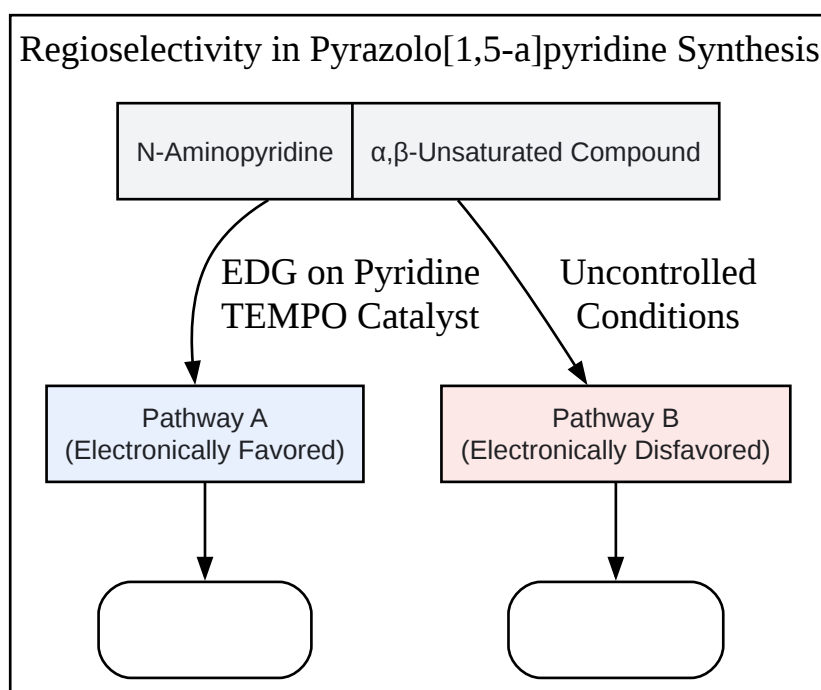 Regioselectivity in Pyrazolo[1,5-a]pyridine Synthesis
N-Aminopyridine
α,β-Unsaturated Compound
EDG on Pyridine
TEMPO Catalyst
Uncontrolled
Conditions
Pathway A
(Electronically Favored)
Pathway B
(Electronically Disfavored)